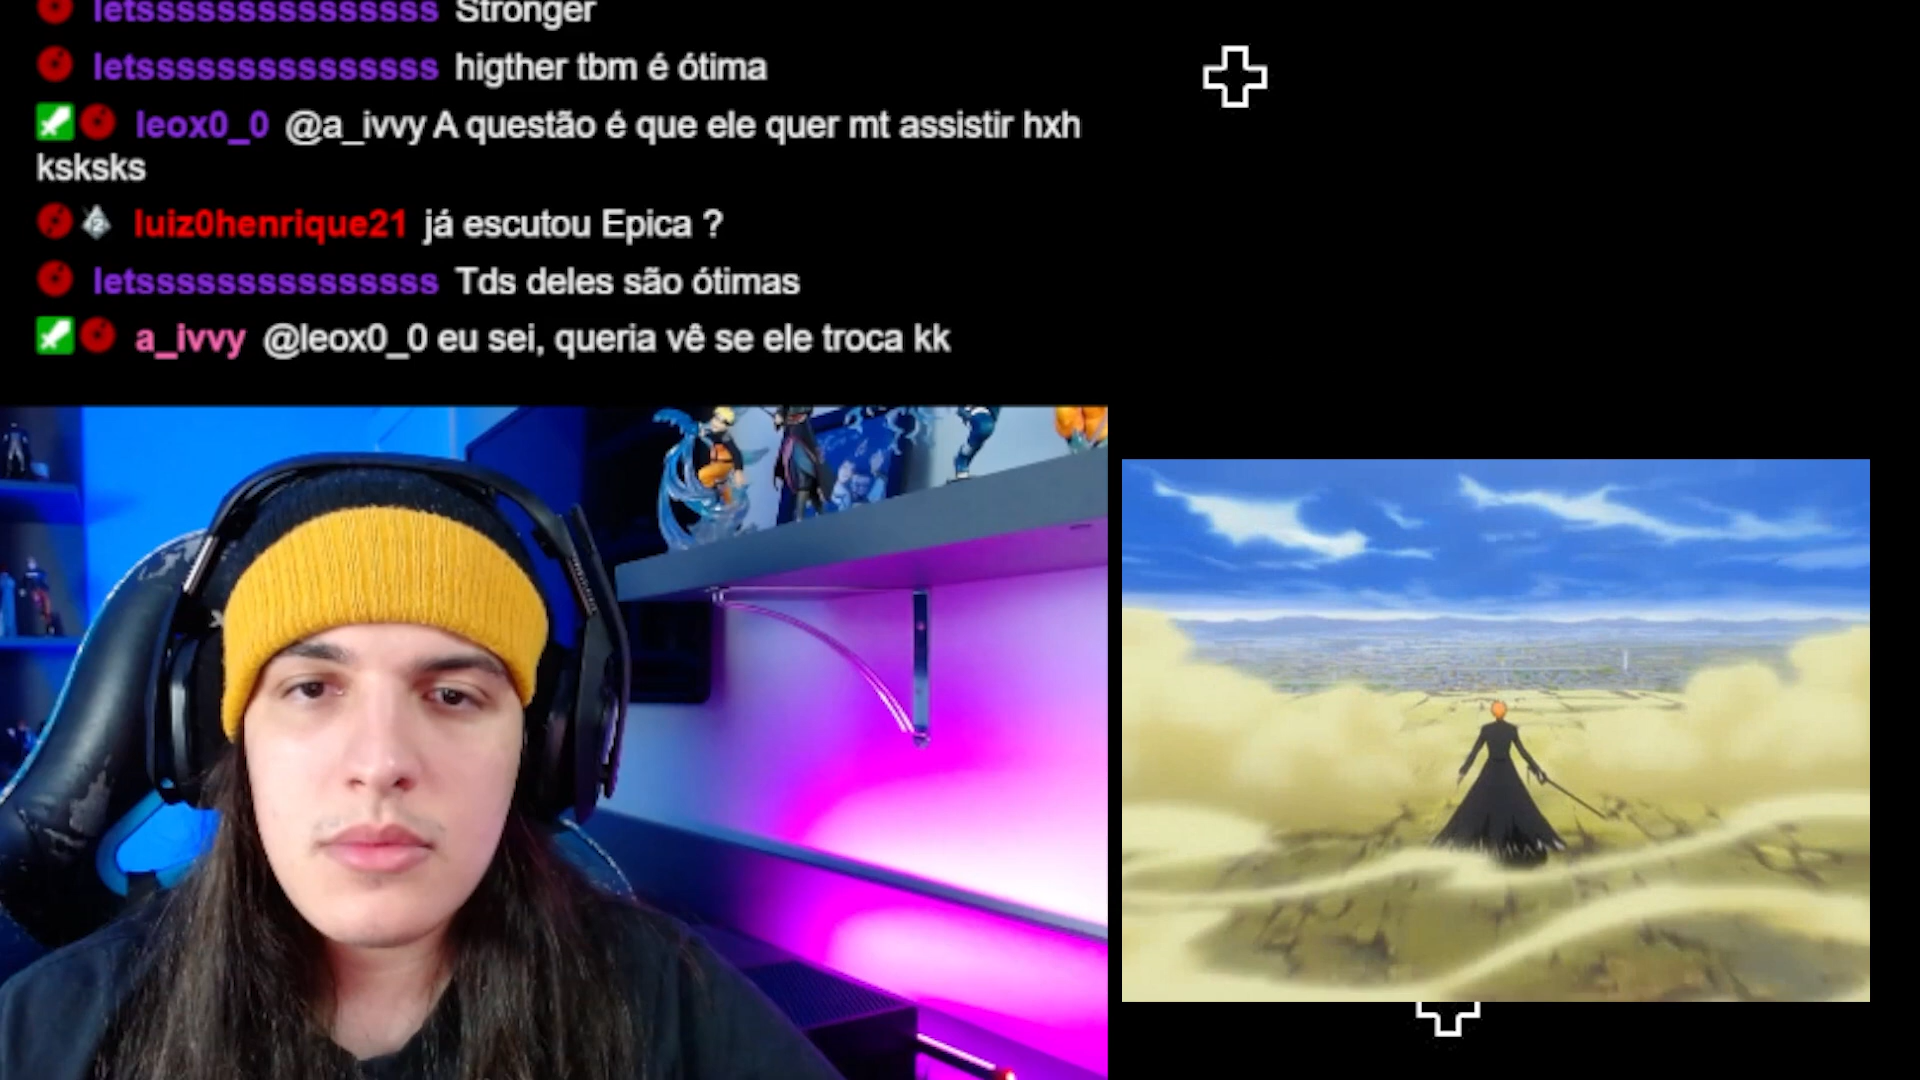 letsssssssssssssss Stronger
letsssssssssssssss higther tbm é ótima
leox0_0 @a_ivvy A questão é que ele quer mt assistir hxh
ksksks
luiz0henrique21 já escutou Epica ?
letsssssssssssssss Tds deles são ótimas
a_ivvy @leox0_0 eu sei, queria vê se ele troca kk